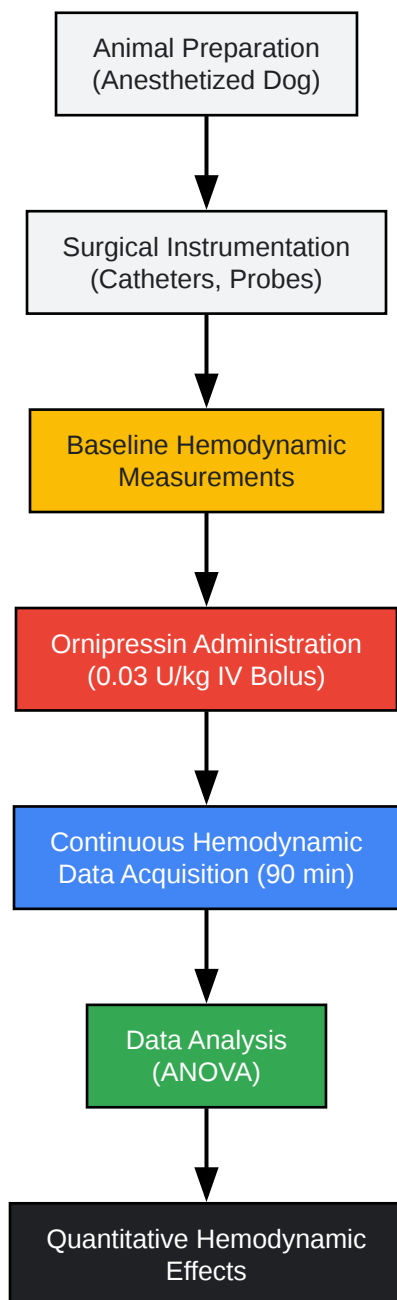 Animal Preparation
(Anesthetized Dog)
Surgical Instrumentation
(Catheters, Probes)
Baseline Hemodynamic
Measurements
Ornipressin Administration
(0.03 U/kg IV Bolus)
Continuous Hemodynamic
Data Acquisition (90 min)
Data Analysis
(ANOVA)
Quantitative Hemodynamic
Effects